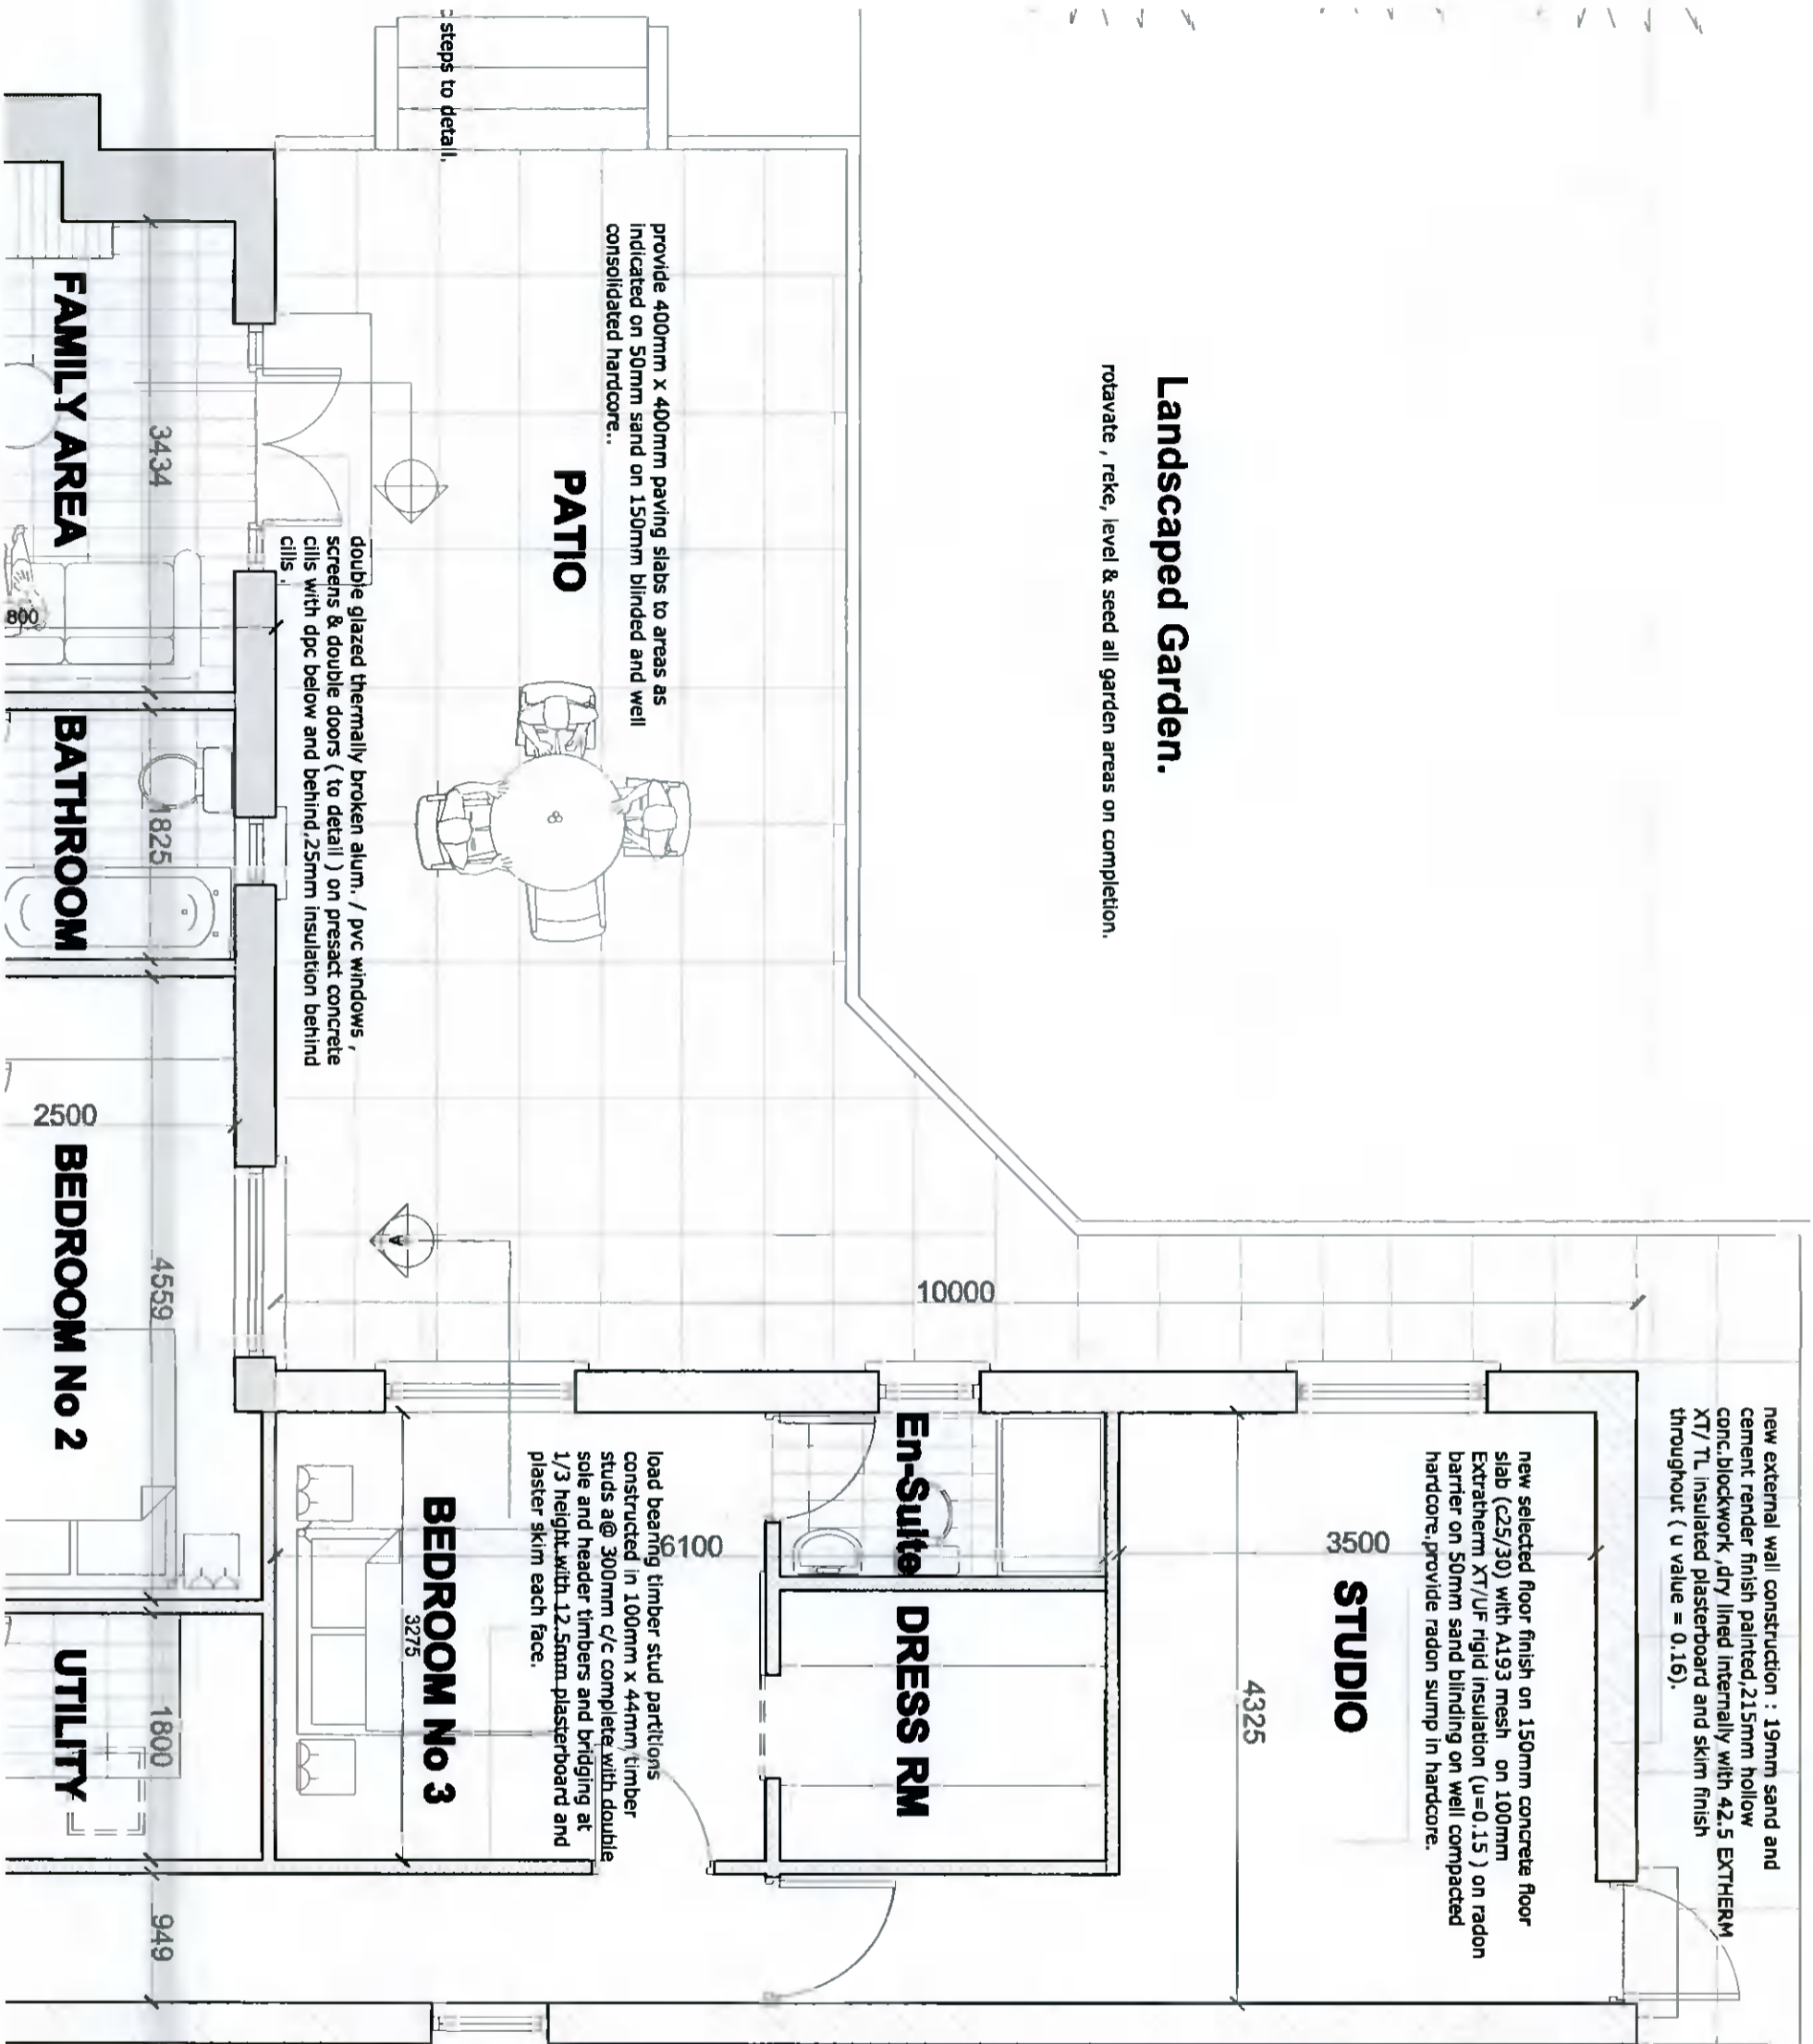 new external wall construction : 19mm sand and
cement render finish painted,215mm hollow
conc.blockwork ,dry lined internally with 42.5 EXTHERM
XT/ TL insulated plasterboard and skim finish
throughout ( u value = 0.16).
Landscaped Garden.
rotavate , reke, level & seed all garden areas on completion.
new selected floor finish on 150mm concrete floor
slab (c25/30) with A193 mesh on 100mm
Extratherm XT/UF rigid insulation (u=0.15 ) on radon
barrier on 50mm sand blinding on well compacted
hardcore,provide radon sump in hardcore.
STUDIO
3500
4325
10000
En-Suite
DRESS RM
provide 400mm x 400mm paving slabs to areas as
indicated on 50mm sand on 150mm blinded and well
consolidated hardcore..
PATIO
load bearing timber stud partitions
constructed in 100mm x 44mm, timber
studs a@ 300mm c/c complete with double
sole and header timbers and bridging at
1/3 height.with 12.5mm plasterboard and
plaster skim each face.
6100
BEDROOM No 3
3275
A
steps to detail.
double glazed thermally broken alum. / pvc windows ,
screens & double doors ( to detail ) on presact concrete
cills with dpc below and behind,25mm insulation behind
cills .
3434
1825
4559
1800
949
FAMILY AREA
BATHROOM
BEDROOM No 2
UTILITY
800
2500